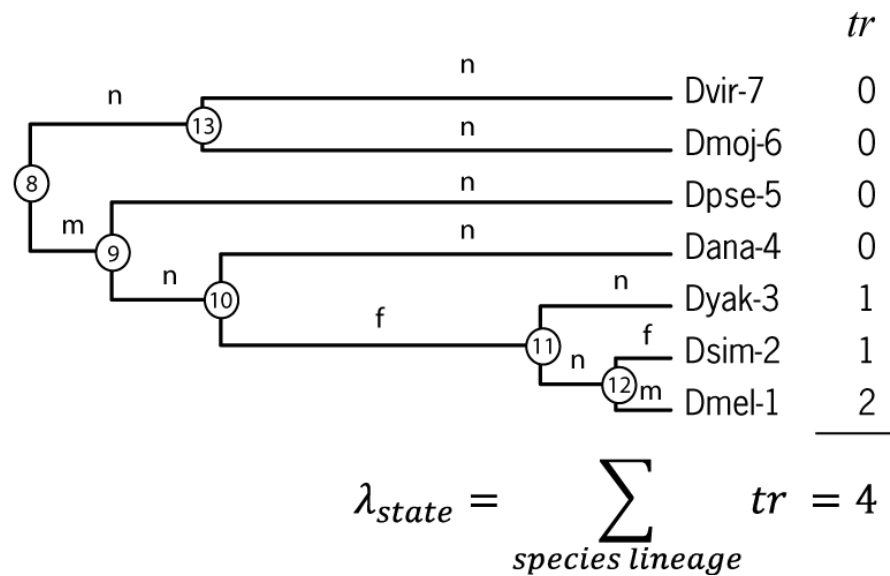 tr
n
Dvir-7 0
n
13
n
Dmoj-6 0
8
n
Dpse-5 0
m
9
n
Dana-4 0
n
10
n
Dyak-3 1
f
11
f
Dsim-2 1
n
12
m
Dmel-1 2
λstate = ∑ tr = 4
species lineage